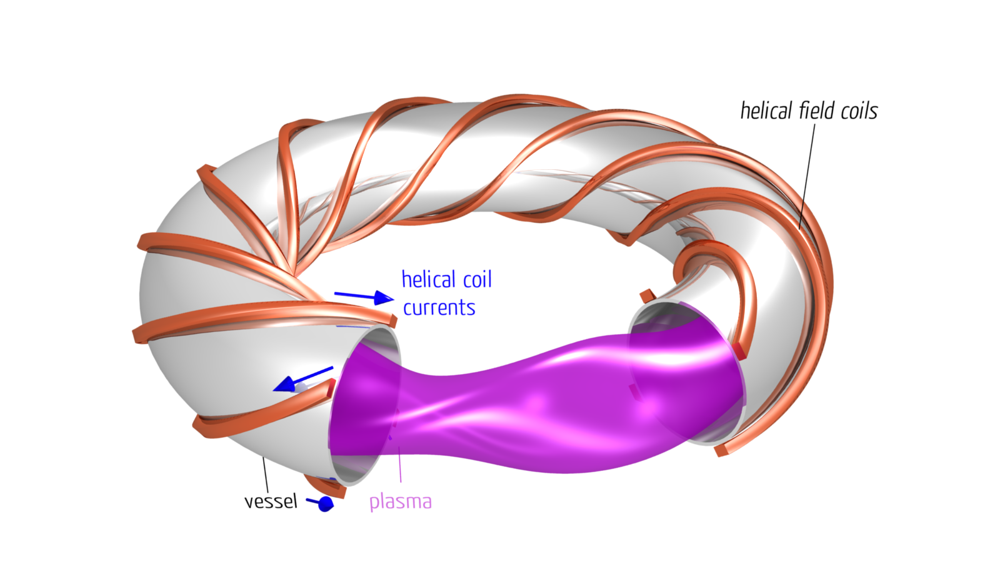 helical field coils
helical coil
currents
vessel
plasma